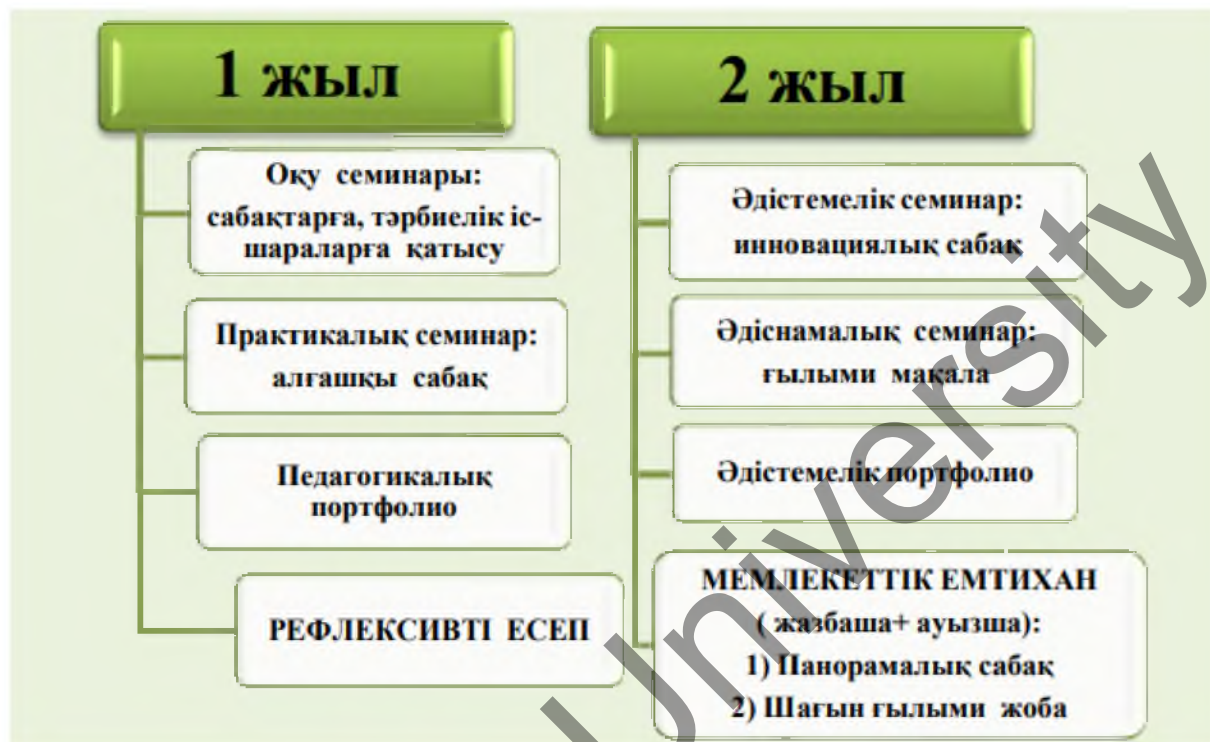 1 жыл
Оқу семинары:
сабақтарға, тәрбиелік іс-
шараларға қатысу
Практикалық семинар:
алғашқы сабақ
Педагогикалық
портфолио
РЕФЛЕКСИВТІ ЕСЕП
2 жыл
Әдістемелік семинар:
инновациялық сабақ
Әдіснамалық семинар:
ғылыми мақала
Әдістемелік портфолио
МЕМЛЕКЕТТІК ЕМТИХАН
( жазбаша+ ауызша):
1) Панорамалық сабақ
2) Шағын ғылыми жоба
University